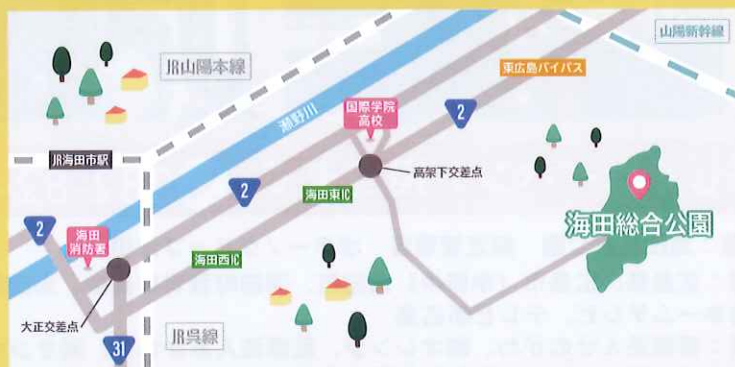 JR山陽本線
山陽新幹線
東広島バイパス
瀬野川
国際学院
高校
2
JR海田市駅
高架下交差点
2
海田東IC
海田総合公園
2
海田
消防署
海田西IC
大正交差点
JR呉線
31